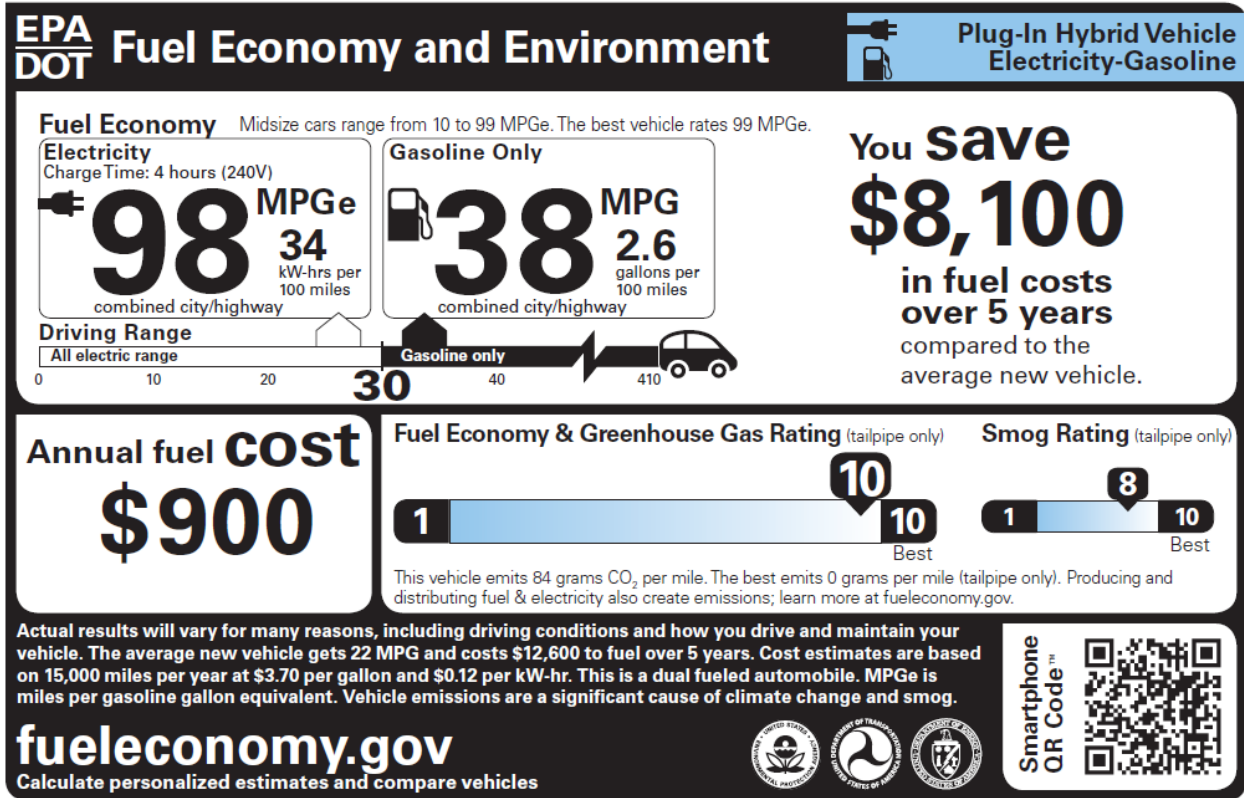 EPA
DOT
Fuel Economy and Environment
Plug-In Hybrid Vehicle
Electricity-Gasoline
Fuel Economy Midsize cars range from 10 to 99 MPGe. The best vehicle rates 99 MPGe.
Electricity
Charge Time: 4 hours (240V)
98 MPGe
34
kW-hrs per
100 miles
combined city/highway
Gasoline Only
38 MPG
2.6
gallons per
100 miles
combined city/highway
Driving Range
All electric range
Gasoline only
0 10 20 30 40 410
You save
$8,100
in fuel costs
over 5 years
compared to the
average new vehicle.
Annual fuel cost
$900
Fuel Economy & Greenhouse Gas Rating (tailpipe only)
10
1 10
Best
Smog Rating (tailpipe only)
8
1 10
Best
This vehicle emits 84 grams CO₂ per mile. The best emits 0 grams per mile (tailpipe only). Producing and
distributing fuel & electricity also create emissions; learn more at fueleconomy.gov.
Actual results will vary for many reasons, including driving conditions and how you drive and maintain your
vehicle. The average new vehicle gets 22 MPG and costs $12,600 to fuel over 5 years. Cost estimates are based
on 15,000 miles per year at $3.70 per gallon and $0.12 per kW-hr. This is a dual fueled automobile. MPGe is
miles per gasoline gallon equivalent. Vehicle emissions are a significant cause of climate change and smog.
fueleconomy.gov
Calculate personalized estimates and compare vehicles
Smartphone
QR Code™